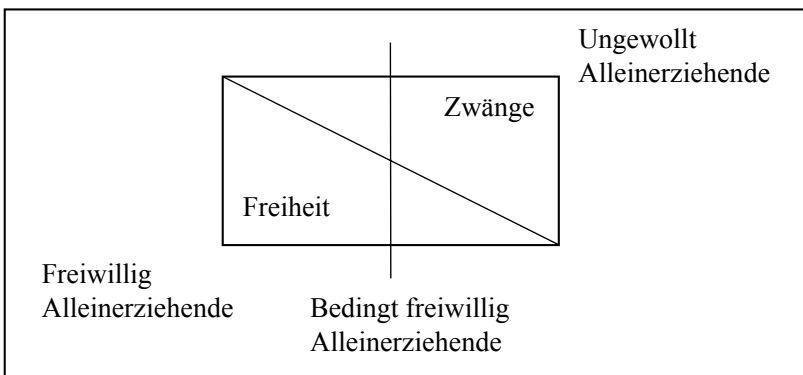 Ungewollt
Alleinerziehende
Zwänge
Freiheit
Freiwillig
Alleinerziehende
Bedingt freiwillig
Alleinerziehende